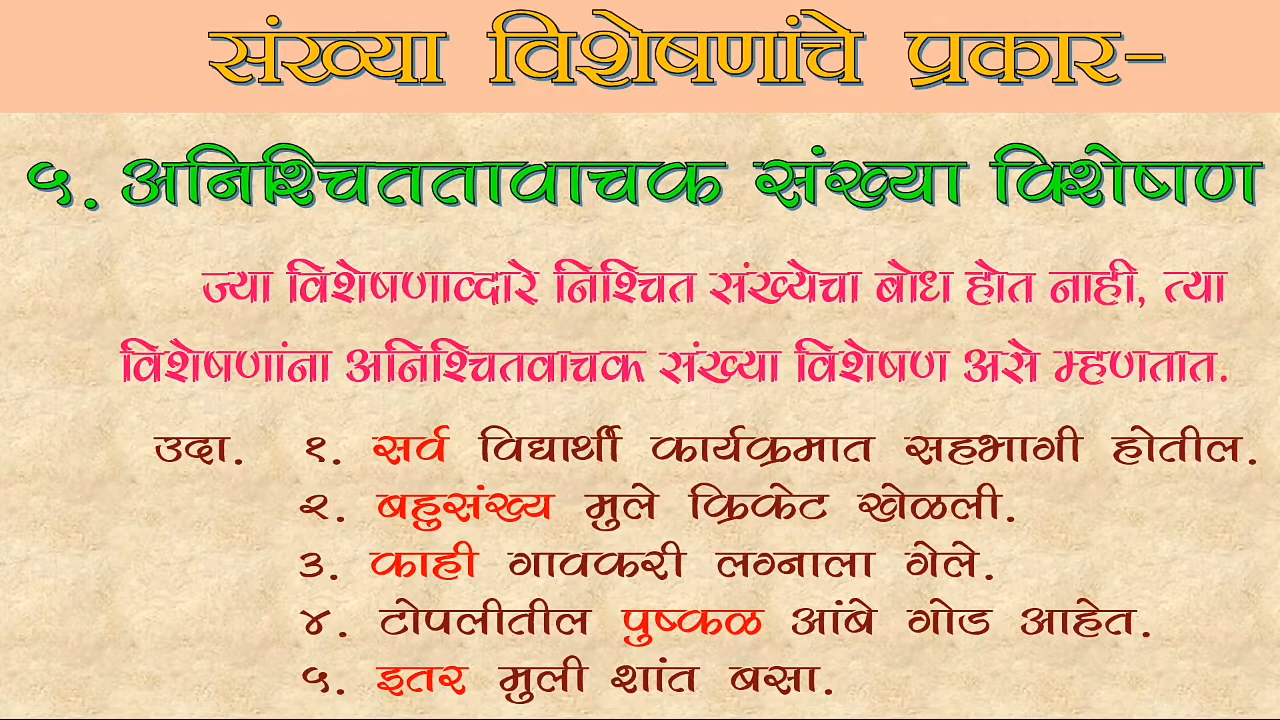 संख्या विशेषणांचे प्रकार-
५. अनिश्चिततावाचक संख्या विशेषण
ज्या विशेषणाव्दारे निश्चित संख्येचा बोध होत नाही, त्या
विशेषणांना अनिश्चितवाचक संख्या विशेषण असे म्हणतात.
उदा. १. सर्व विद्यार्थी कार्यक्रमात सहभागी होतील.
२. बहुसंख्य मुले क्रिकेट खेळली.
३. काही गावकरी लग्नाला गेले.
४. टोपलीतील पुष्कळ आंबे गोड आहेत.
५. इतर मुली शांत बसा.